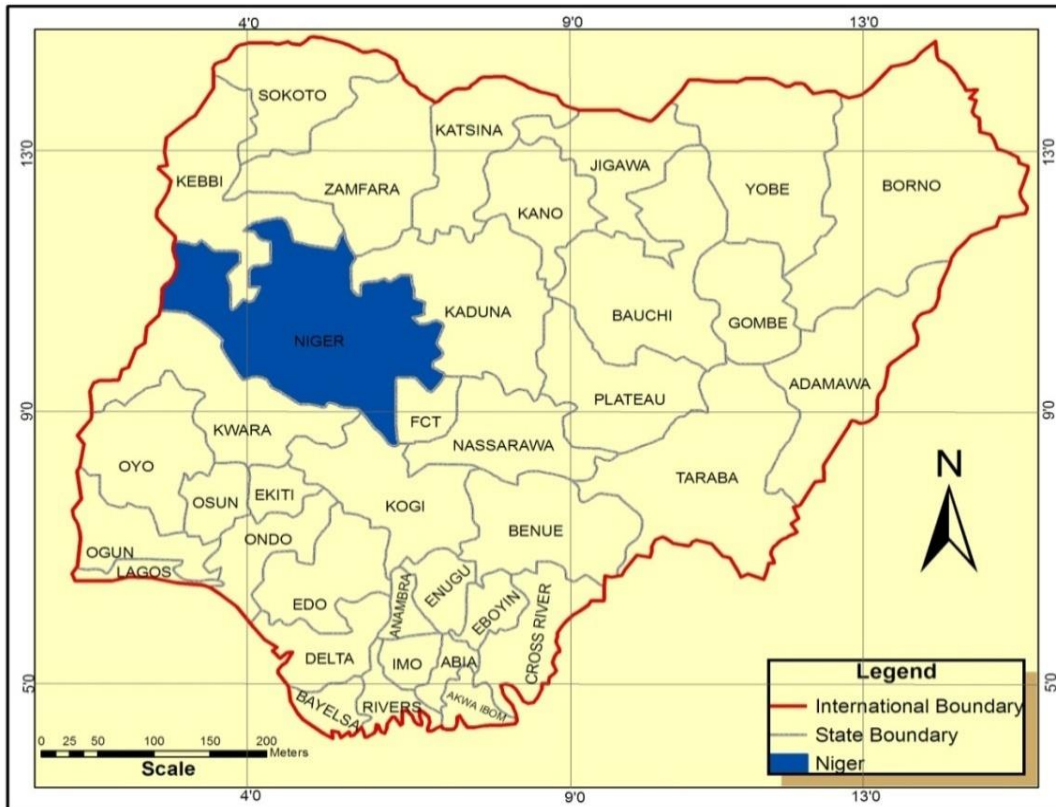 4'0 9'0 13'0
SOKOTO
KATSINA
13'0 13'0
JIGAWA
KEBBI ZAMFARA YOBE BORNO
KANO
NIGER KADUNA BAUCHI GOMBE
ADAMAWA
PLATEAU
9'0 9'0
FCT
KWARA
NASSARAWA
OYO
N
TARABA
OSUN EKITI
KOGI
BENUE
ONDO
OGUN
LAGOS
ENUGU
ANAMBRA
EDO
EBOYIN
CROSS RIVER
DELTA IMO ABIA
5'0 5'0
BAYELSA RIVERS AKWA IBOM
Legend
International Boundary
State Boundary
Niger
0 25 50 100 150 200
Meters
Scale
4'0 9'0 13'0